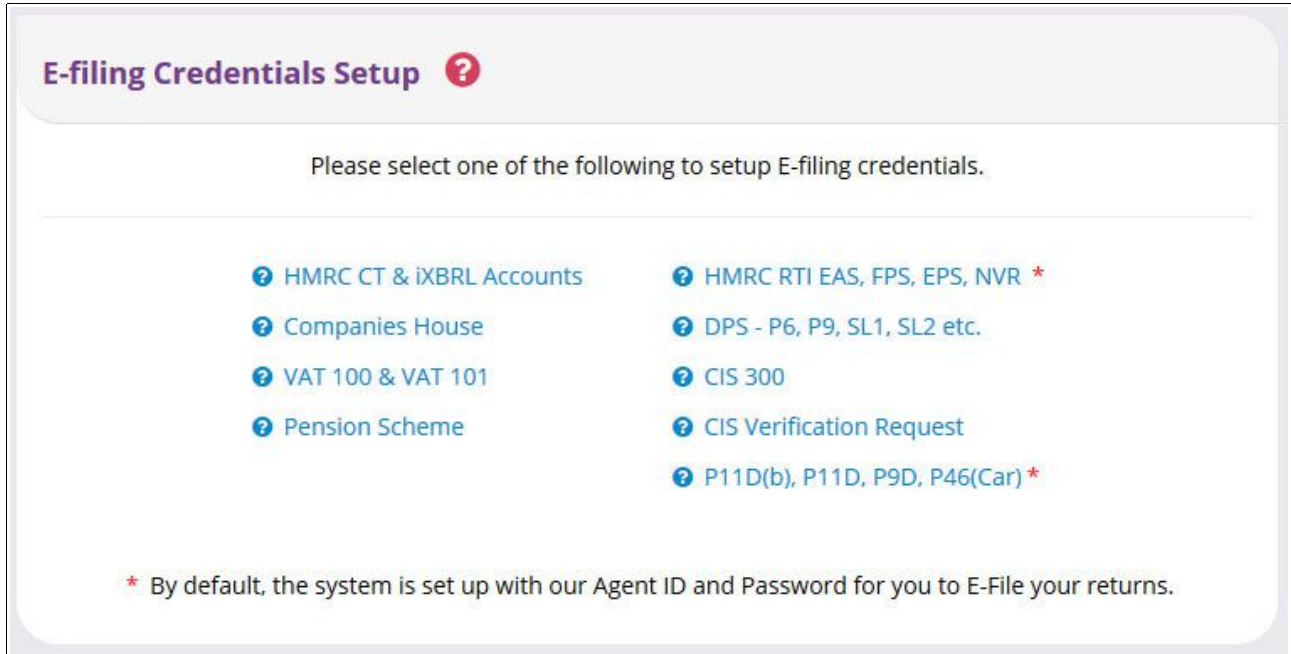 E-filing Credentials Setup ?
Please select one of the following to setup E-filing credentials.
? HMRC CT & iXBRL Accounts
? Companies House
? VAT 100 & VAT 101
? Pension Scheme
? HMRC RTI EAS, FPS, EPS, NVR *
? DPS - P6, P9, SL1, SL2 etc.
? CIS 300
? CIS Verification Request
? P11D(b), P11D, P9D, P46(Car) *
* By default, the system is set up with our Agent ID and Password for you to E-File your returns.